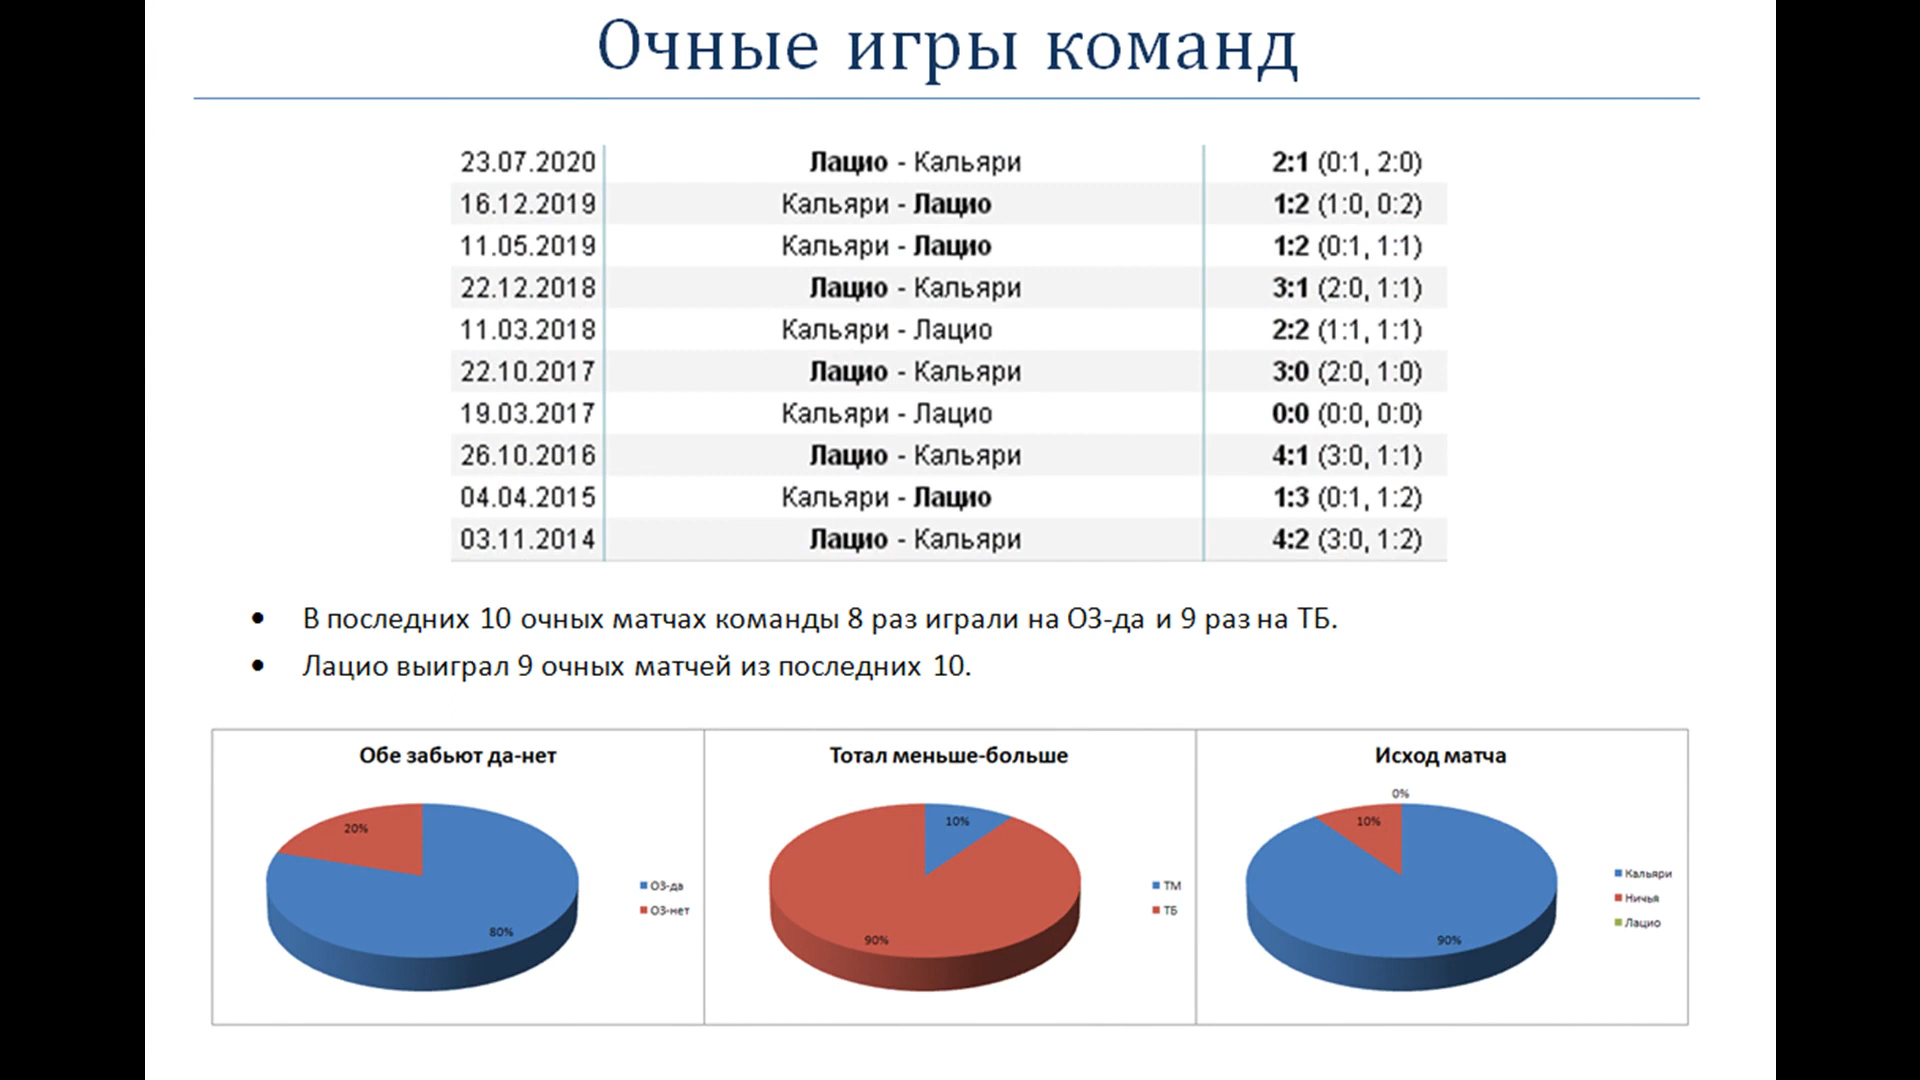 Очные игры команд
23.07.2020 Лацио - Кальяри 2:1 (0:1, 2:0)
16.12.2019 Кальяри - Лацио 1:2 (1:0, 0:2)
11.05.2019 Кальяри - Лацио 1:2 (0:1, 1:1)
22.12.2018 Лацио - Кальяри 3:1 (2:0, 1:1)
11.03.2018 Кальяри - Лацио 2:2 (1:1, 1:1)
22.10.2017 Лацио - Кальяри 3:0 (2:0, 1:0)
19.03.2017 Кальяри - Лацио 0:0 (0:0, 0:0)
26.10.2016 Лацио - Кальяри 4:1 (3:0, 1:1)
04.04.2015 Кальяри - Лацио 1:3 (0:1, 1:2)
03.11.2014 Лацио - Кальяри 4:2 (3:0, 1:2)
• В последних 10 очных матчах команды 8 раз играли на ОЗ-да и 9 раз на ТБ.
• Лацио выиграл 9 очных матчей из последних 10.
Обе забьют да-нет
20%
80%
ОЗ-да
ОЗ-нет
Тотал меньше-больше
10%
90%
ТМ
ТБ
Исход матча
0%
10%
90%
Кальяри
Ничья
Лацио